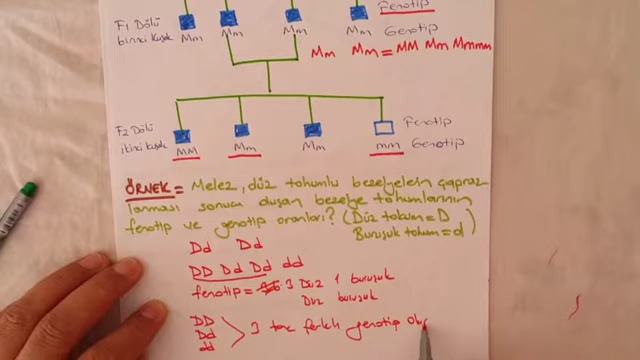 Fenotip
F1 Dölü
birinci kuşak
Mm Mm Mm Mm Genotip
Mm Mm = MM Mm Mm mm
F2 Dölü
ikinci kuşak
Fenotip
MM Mm Mm mm Genotip
ÖRNEK = Melez, düz tohumlu bezelyelerin çapraz
lanması sonucu oluşan bezelye tohumlarının
fenotip ve genotip oranları? (Düz tohum = D
Buruşuk tohum = d)
Dd Dd
DD Dd Dd dd
fenotip = 3 Düz 1 buruşuk
Düz buruşuk
DD
Dd
dd
3 tane farklı genotip